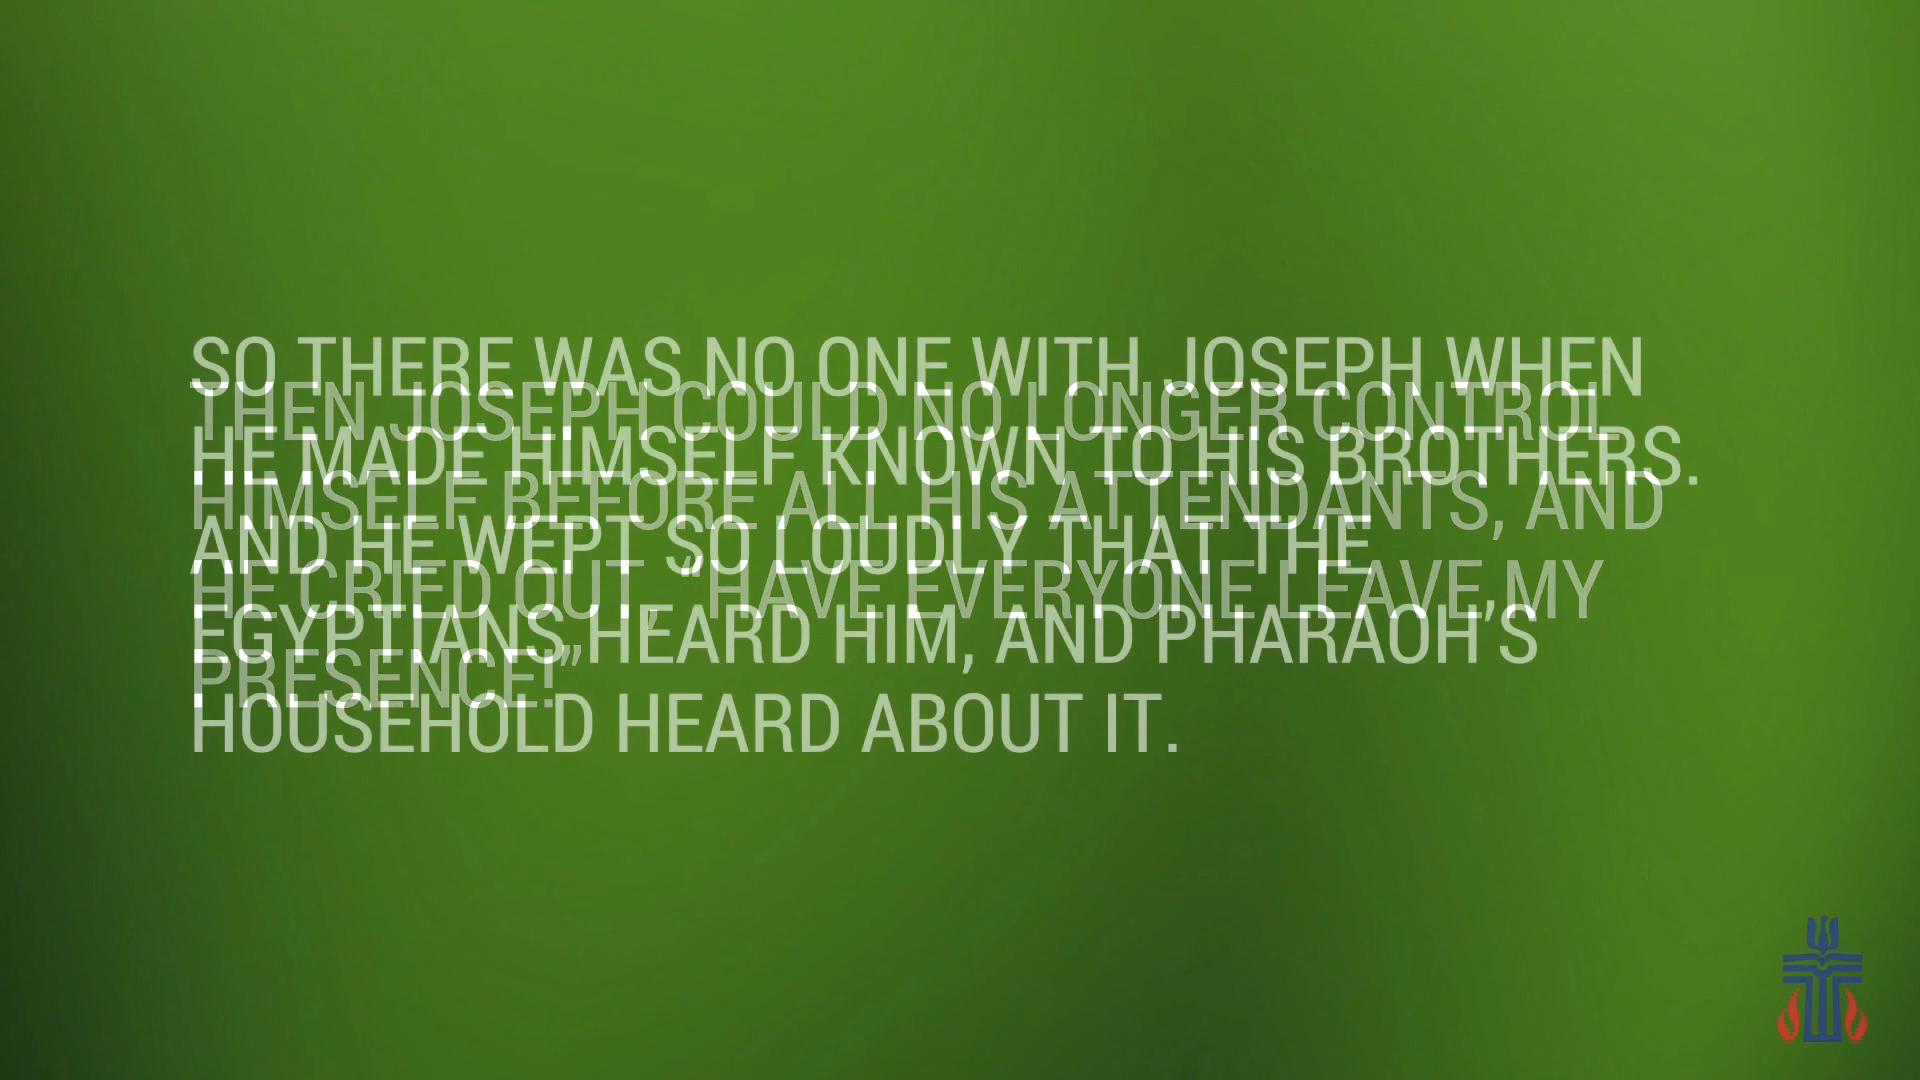 THEN JOSEPH COULD NO LONGER CONTROL
HIMSELF BEFORE ALL HIS ATTENDANTS, AND
HE CRIED OUT, “HAVE EVERYONE LEAVE MY
PRESENCE!”
SO THERE WAS NO ONE WITH JOSEPH WHEN
HE MADE HIMSELF KNOWN TO HIS BROTHERS.
AND HE WEPT SO LOUDLY THAT THE
EGYPTIANS HEARD HIM, AND PHARAOH’S
HOUSEHOLD HEARD ABOUT IT.